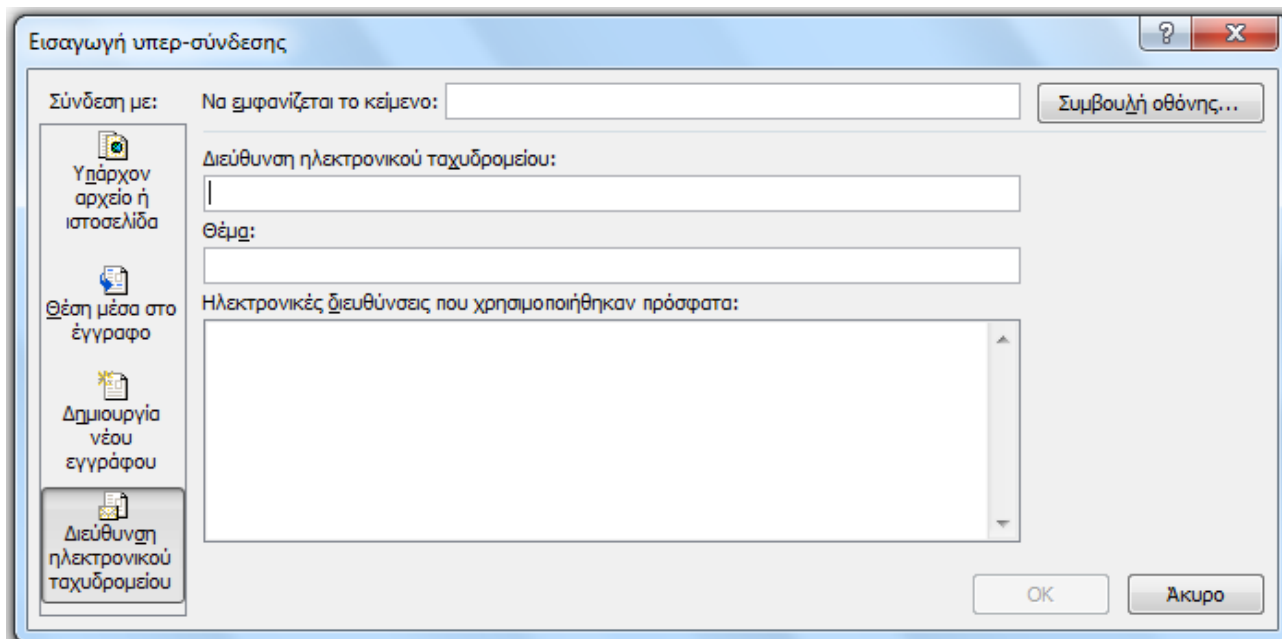 Εισαγωγή υπερ-σύνδεσης
Σύνδεση με:
Να εμφανίζεται το κείμενο:
Συμβουλή οθόνης...
Υπάρχον
αρχείο ή
ιστοσελίδα
Θέση μέσα στο
έγγραφο
Δημιουργία
νέου
εγγράφου
Διεύθυνση
ηλεκτρονικού
ταχυδρομείου
Διεύθυνση ηλεκτρονικού ταχυδρομείου:
Θέμα:
Ηλεκτρονικές διευθύνσεις που χρησιμοποιήθηκαν πρόσφατα:
OK
Άκυρο